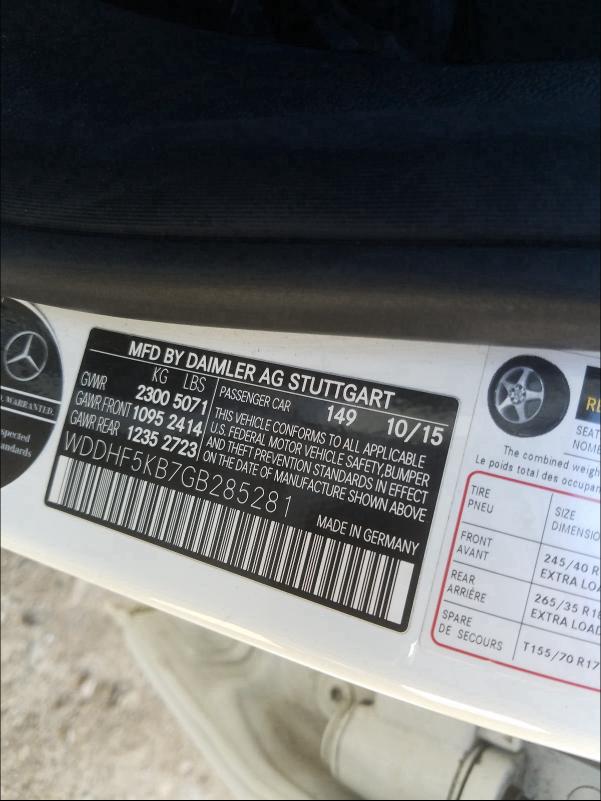 WARRANTED.
MFD BY DAIMLER AG STUTTGART
KG LBS
GVWR 2300 5071
GAWR FRONT 1095 2414
GAWR REAR 1235 2723
PASSENGER CAR 149 10/15
THIS VEHICLE CONFORMS TO ALL APPLICABLE
U.S. FEDERAL MOTOR VEHICLE SAFETY,BUMPER
AND THEFT PREVENTION STANDARDS IN EFFECT
ON THE DATE OF MANUFACTURE SHOWN ABOVE
WDDHF5KB7GB285281
MADE IN GERMANY
The combined weight
Le poids total des occupan
TIRE
PNEU
SIZE
DIMENSIO
FRONT
AVANT
245/40 R
EXTRA LOA
REAR
ARRIÈRE
265/35 R18
EXTRA LOAD
SPARE
DE SECOURS
T155/70 R17